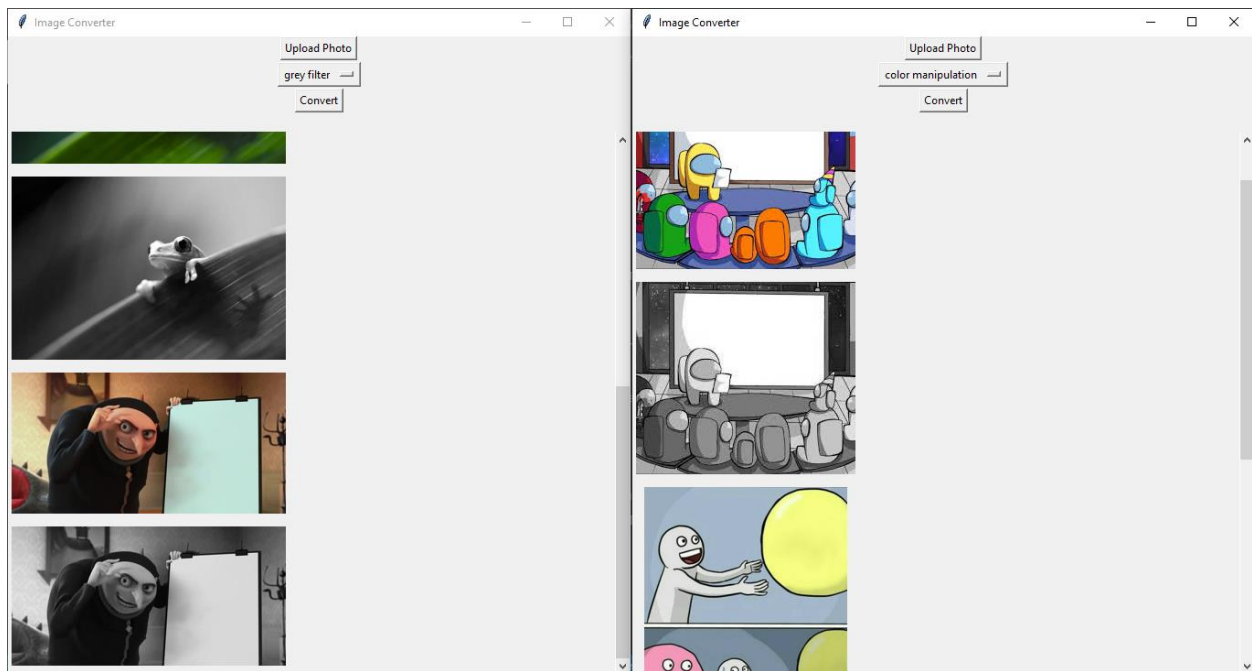 Image Converter
Upload Photo
grey filter
Convert
Image Converter
Upload Photo
color manipulation
Convert